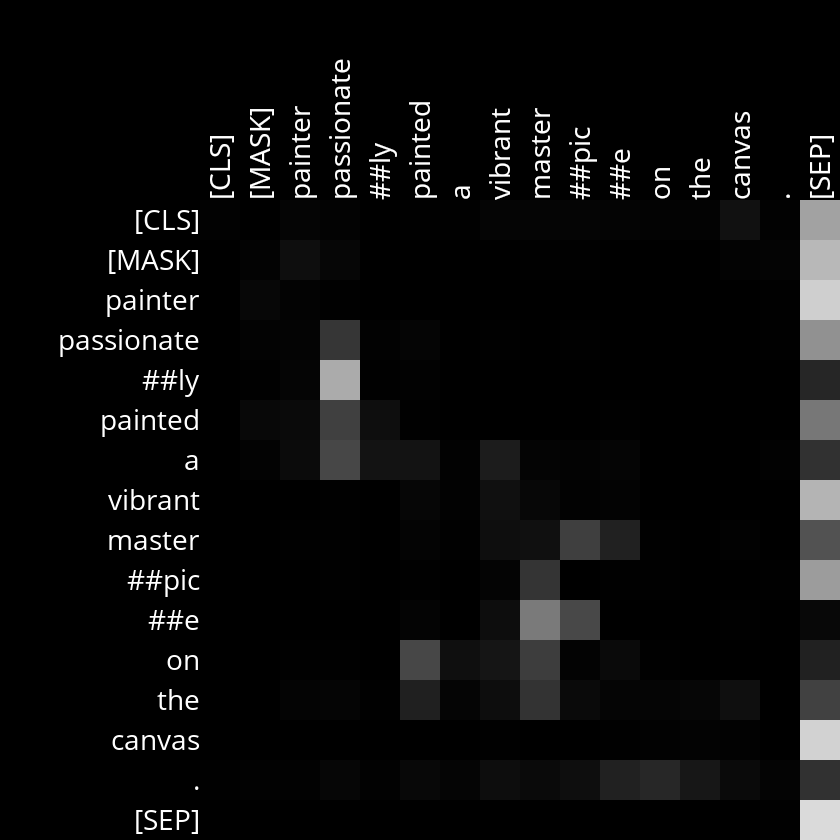 [CLS] [MASK] painter passionate ##ly painted a vibrant master ##pic ##e on the canvas . [SEP]
[CLS]
[MASK]
painter
passionate
##ly
painted
a
vibrant
master
##pic
##e
on
the
canvas
.
[SEP]